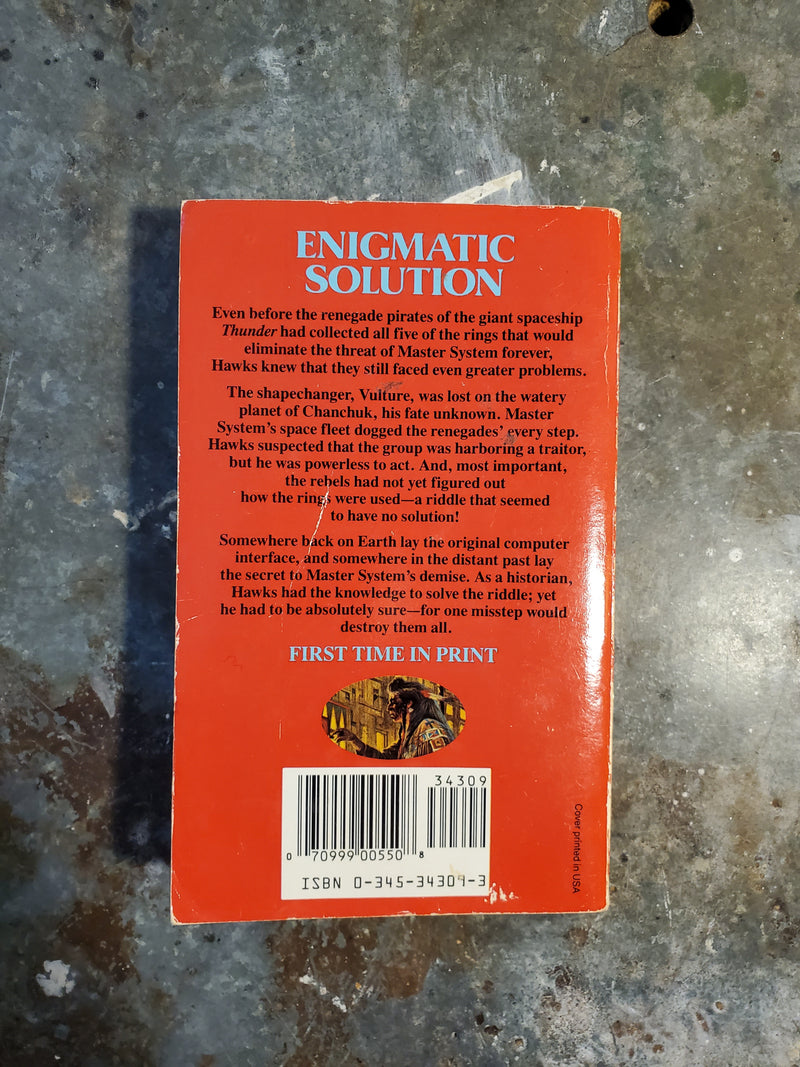 ENIGMATIC
SOLUTION
Even before the renegade pirates of the giant spaceship
Thunder had collected all five of the rings that would
eliminate the threat of Master System forever,
Hawks knew that they still faced even greater problems.
The shapechanger, Vulture, was lost on the watery
planet of Chanchuk, his fate unknown. Master
System's space fleet dogged the renegades' every step.
Hawks suspected that the group was harboring a traitor,
but he was powerless to act. And, most important,
the rebels had not yet figured out
how the rings were used—a riddle that seemed
to have no solution!
Somewhere back on Earth lay the original computer
interface, and somewhere in the distant past lay
the secret to Master System's demise. As a historian,
Hawks had the knowledge to solve the riddle; yet
he had to be absolutely sure—for one misstep would
destroy them all.
FIRST TIME IN PRINT
34309
0 70999 00550 8
ISBN 0-345-34309-3
Cover printed in USA